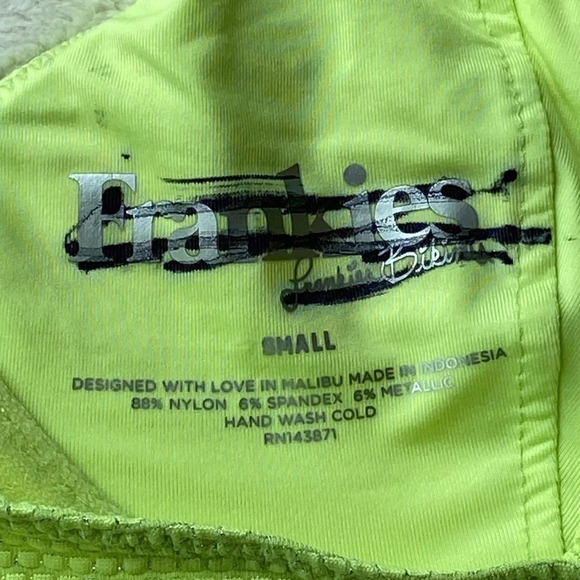 Frankies
frankies Bikinis
SMALL
DESIGNED WITH LOVE IN MALIBU MADE IN INDONESIA
88% NYLON 6% SPANDEX 6% METALLIC
HAND WASH COLD
RN143871